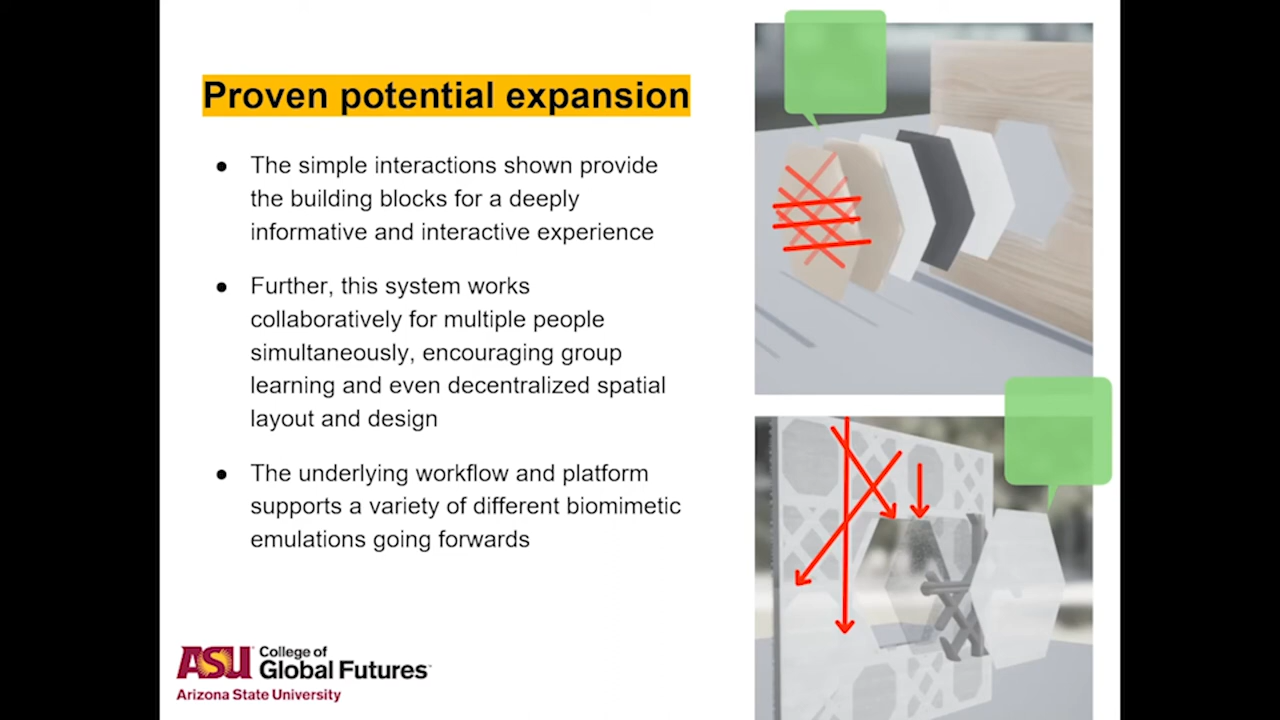 Proven potential expansion
● The simple interactions shown provide
the building blocks for a deeply
informative and interactive experience
● Further, this system works
collaboratively for multiple people
simultaneously, encouraging group
learning and even decentralized spatial
layout and design
● The underlying workflow and platform
supports a variety of different biomimetic
emulations going forwards
ASU College of
Global Futures
Arizona State University